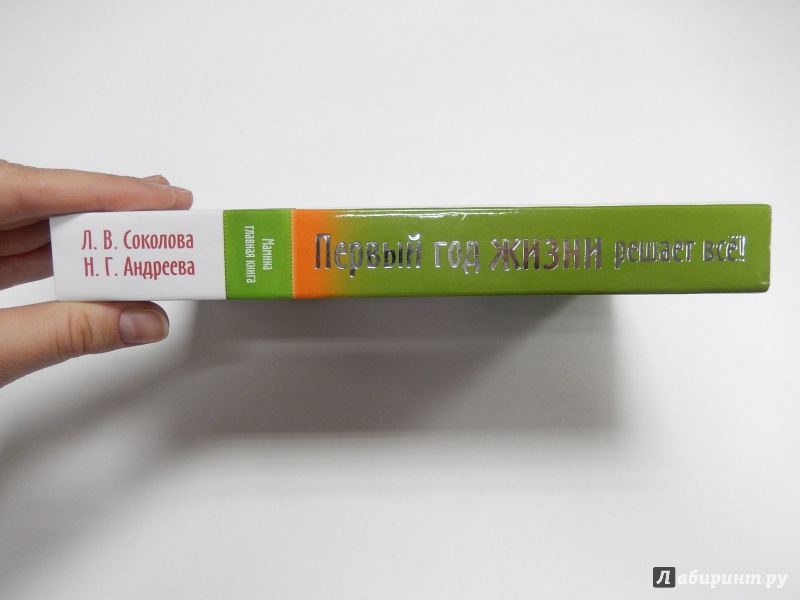 Л. В. Соколова
Н. Г. Андреева
Мамина
главная книга
Первый год ЖИЗНИ решает всё!
Лабиринт.ру